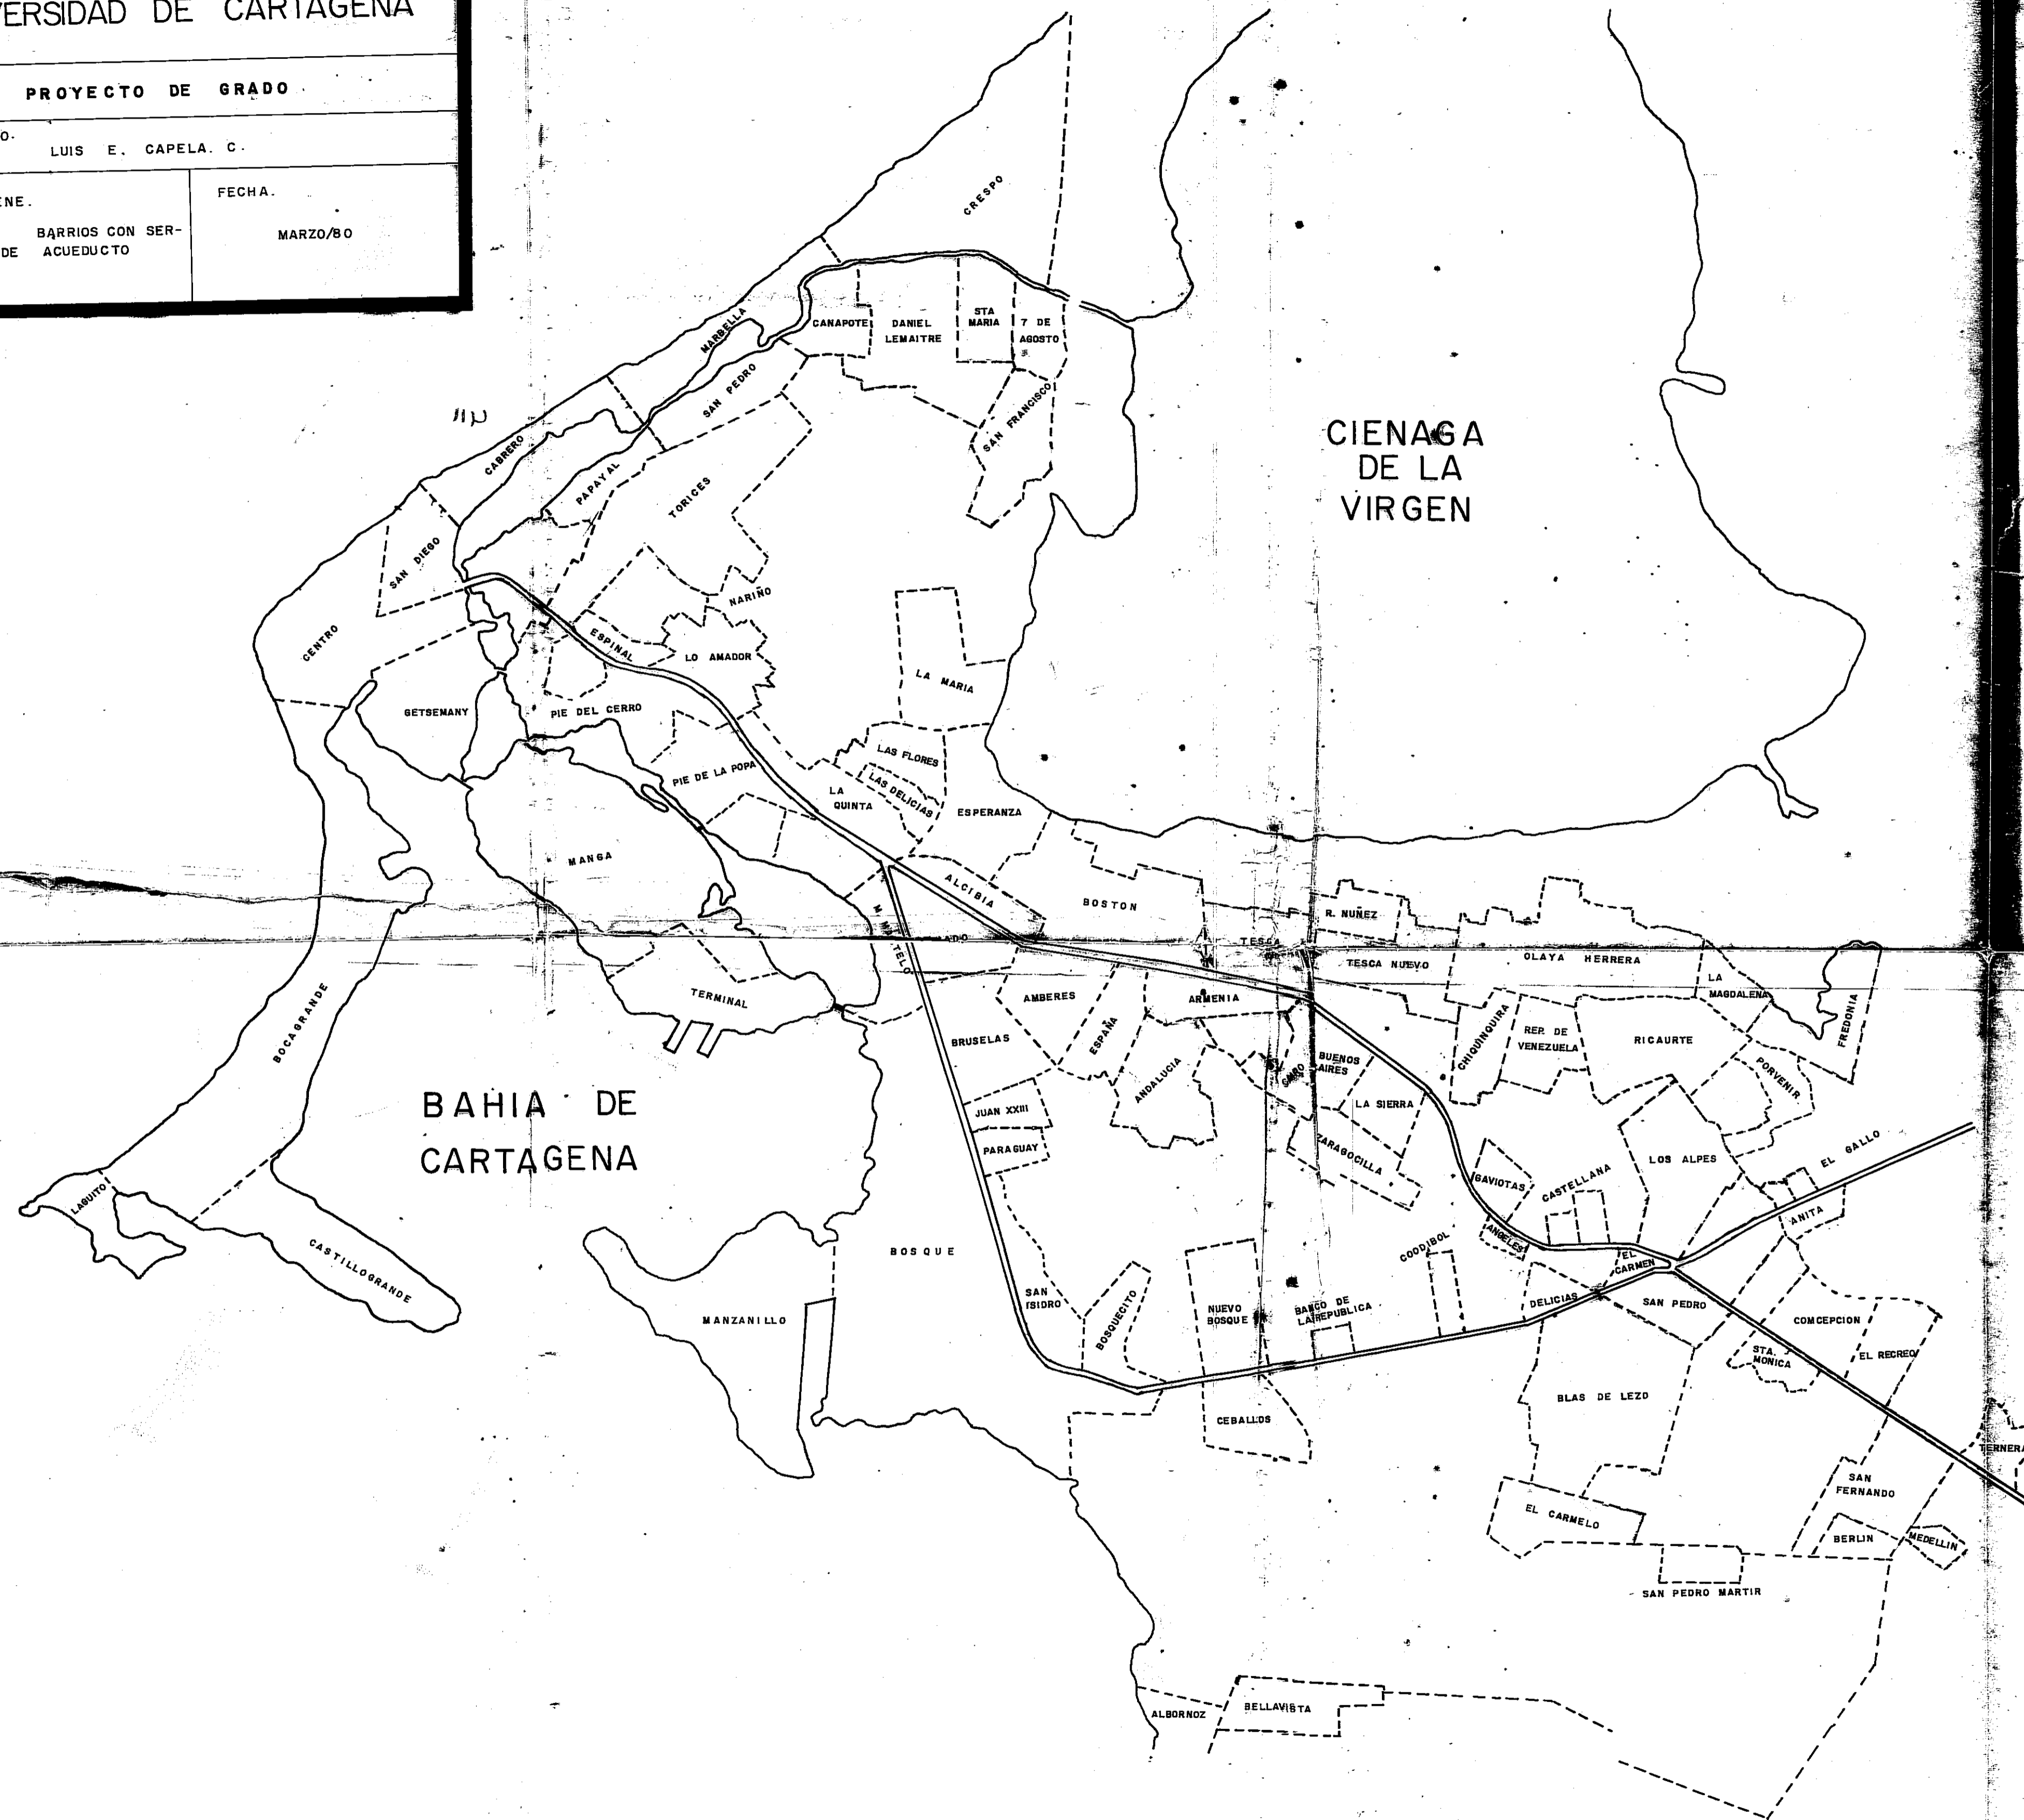 VERSIDAD DE CARTAGENA
PROYECTO DE GRADO
O.
LUIS E. CAPELA. C.
ENE.
FECHA.
BARRIOS CON SER-
DE ACUEDUCTO
MARZO/80
CRESPO
MARBELLA
CANAPOTE
DANIEL
LEMAITRE
STA
MARIA
7 DE
AGOSTO
SAN PEDRO
SAN FRANCISCO
CABRERO
PAPAYAL
TORICES
CIENAGA
DE LA
VIRGEN
SAN DIEGO
CENTRO
NARIÑO
ESPINAL
LO AMADOR
LA MARIA
GETSEMANY
PIE DEL CERRO
PIE DE LA POPA
LAS FLORES
LAS DELICIAS
LA
QUINTA
ESPERANZA
MANGA
ALCIBIA
BOSTON
R. NUÑEZ
TESCA
TESCA NUEVO
OLAYA HERRERA
LA
MAGDALENA
FREDONIA
TERMINAL
AMBERES
ARMENIA
BOCAGRANDE
BRUSELAS
ESPAÑA
ANDALUCIA
BUENOS
AIRES
CHIQUINQUIRA
REP. DE
VENEZUELA
RICAURTE
PORVENIR
BAHIA DE
CARTAGENA
JUAN XXIII
PARAGUAY
LA SIERRA
ZARAGOCILLA
GAVIOTAS
CASTELLANA
LOS ALPES
EL GALLO
ANITA
LAGUITO
CASTILLOGRANDE
BOSQUE
MANZANILLO
SAN
ISIDRO
BOSQUECITO
NUEVO
BOSQUE
BANCO DE
LA REPUBLICA
COODIBOL
ANGELES
EL
CARMEN
DELICIAS
SAN PEDRO
COMCEPCION
STA.
MONICA
EL RECREO
BLAS DE LEZO
CEBALLOS
TERNERA
SAN
FERNANDO
EL CARMELO
BERLIN
MEDELLIN
SAN PEDRO MARTIR
ALBORNOZ
BELLAVISTA